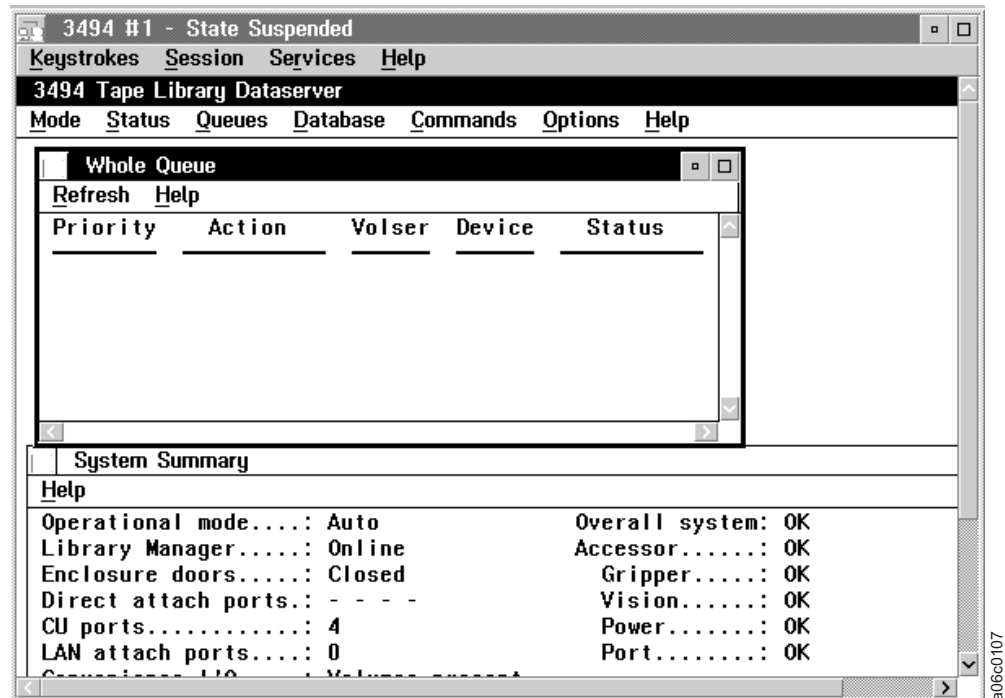 3494 #1 - State Suspended
Keystrokes Session Services Help
3494 Tape Library Dataserver
Mode Status Queues Database Commands Options Help
Whole Queue
Refresh Help
Priority Action Volser Device Status
System Summary
Help
Operational mode....: Auto Overall system: OK
Library Manager.....: Online Accessor......: OK
Enclosure doors.....: Closed Gripper.....: OK
Direct attach ports.: - - - - Vision......: OK
CU ports............: 4 Power.......: OK
LAN attach ports....: 0 Port........: OK
Convenience I/O : Volumes present
a06c0107